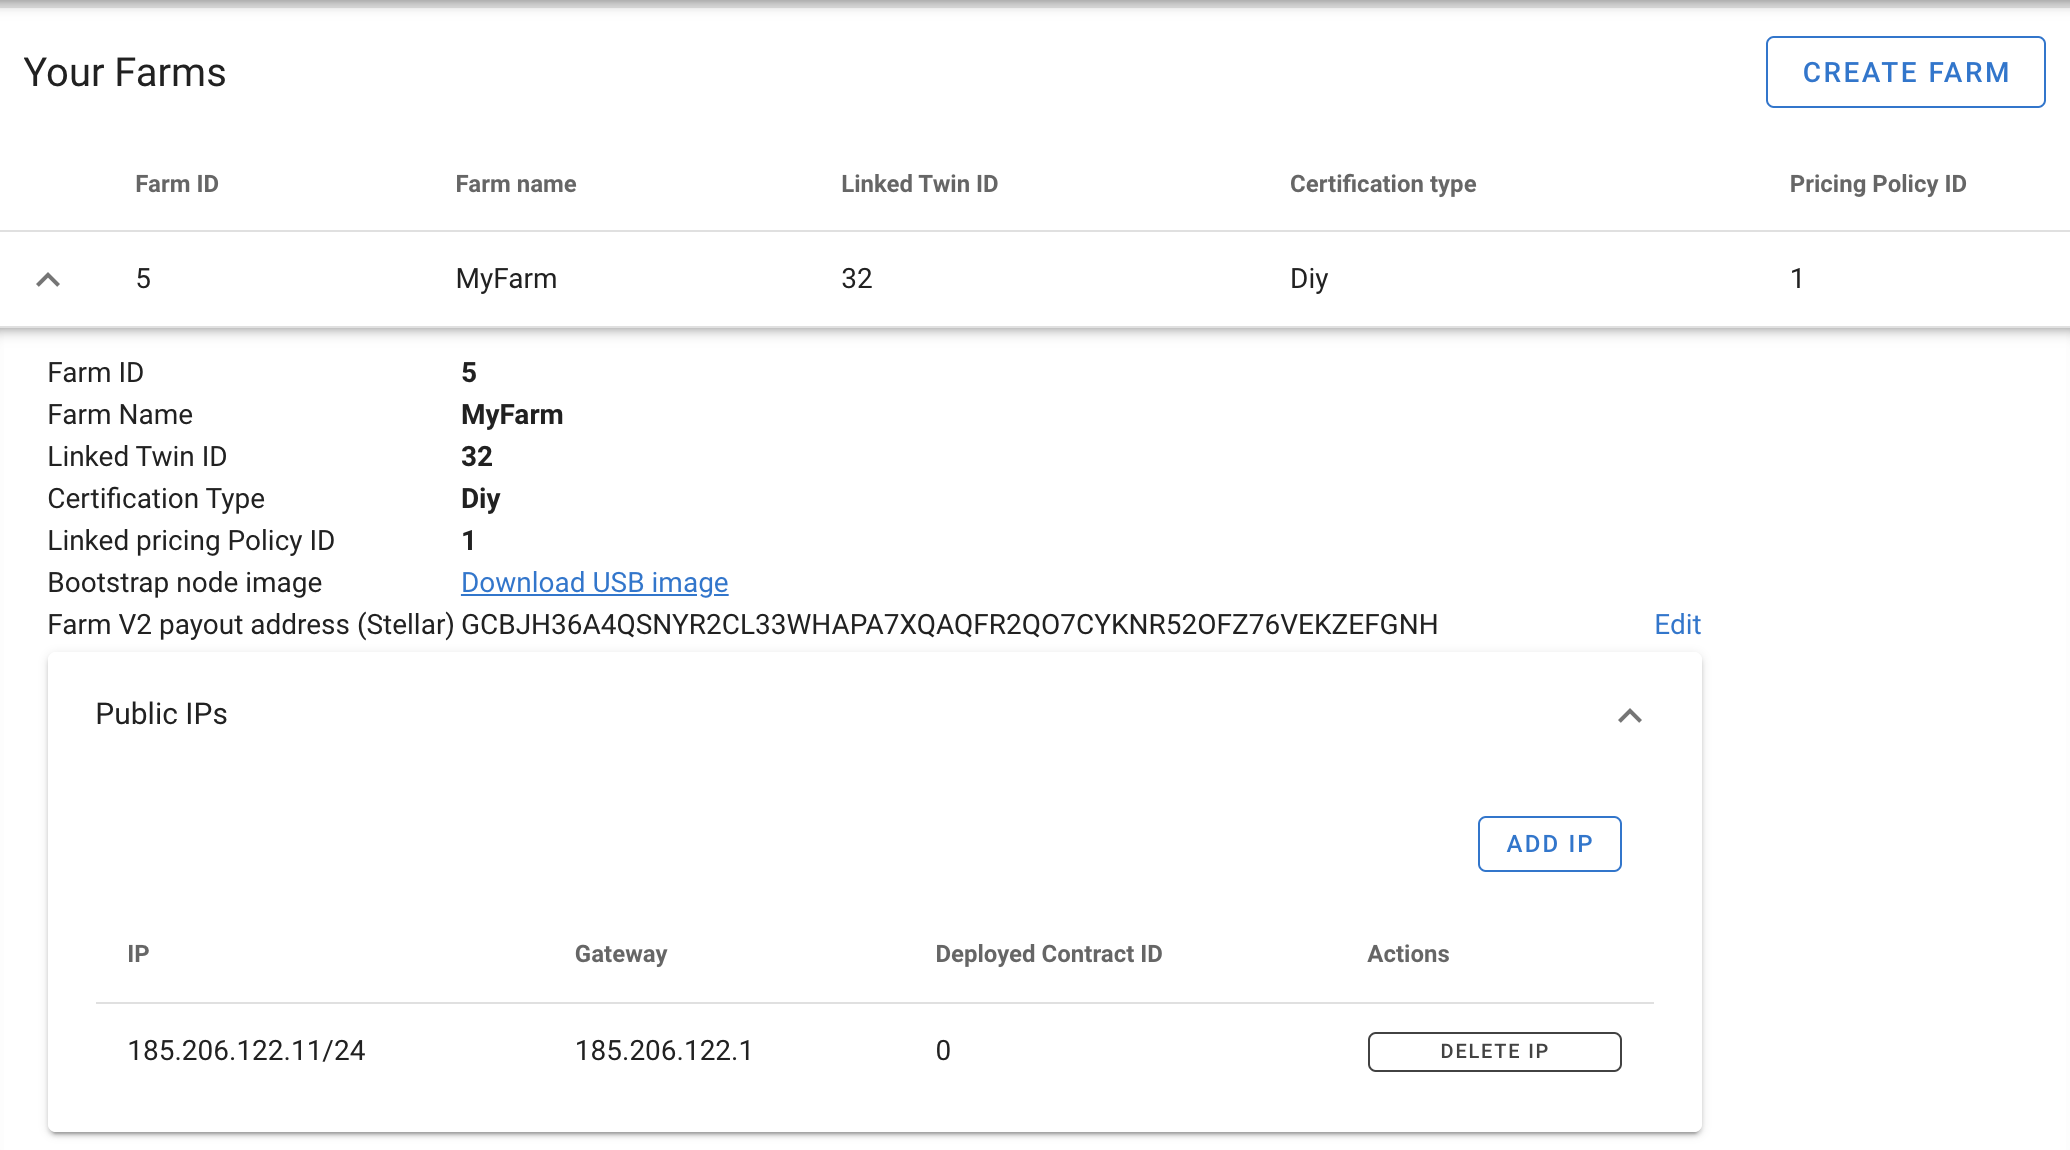 Your Farms
CREATE FARM
Farm ID Farm name Linked Twin ID Certification type Pricing Policy ID
5 MyFarm 32 Diy 1
Farm ID 5
Farm Name MyFarm
Linked Twin ID 32
Certification Type Diy
Linked pricing Policy ID 1
Bootstrap node image Download USB image
Farm V2 payout address (Stellar) GCBJH36A4QSNYR2CL33WHAPA7XQAQFR2QO7CYKNR52OFZ76VEKZEFGNH Edit
Public IPs
ADD IP
IP Gateway Deployed Contract ID Actions
185.206.122.11/24 185.206.122.1 0 DELETE IP